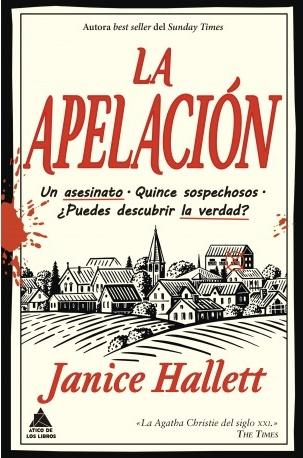 Autora best seller del Sunday Times
LA
APELACIÓN
Un asesinato · Quince sospechosos ·
¿Puedes descubrir la verdad?
Janice Hallett
ÁTICO DE
LOS LIBROS
«La Agatha Christie del siglo XXI.»
THE TIMES